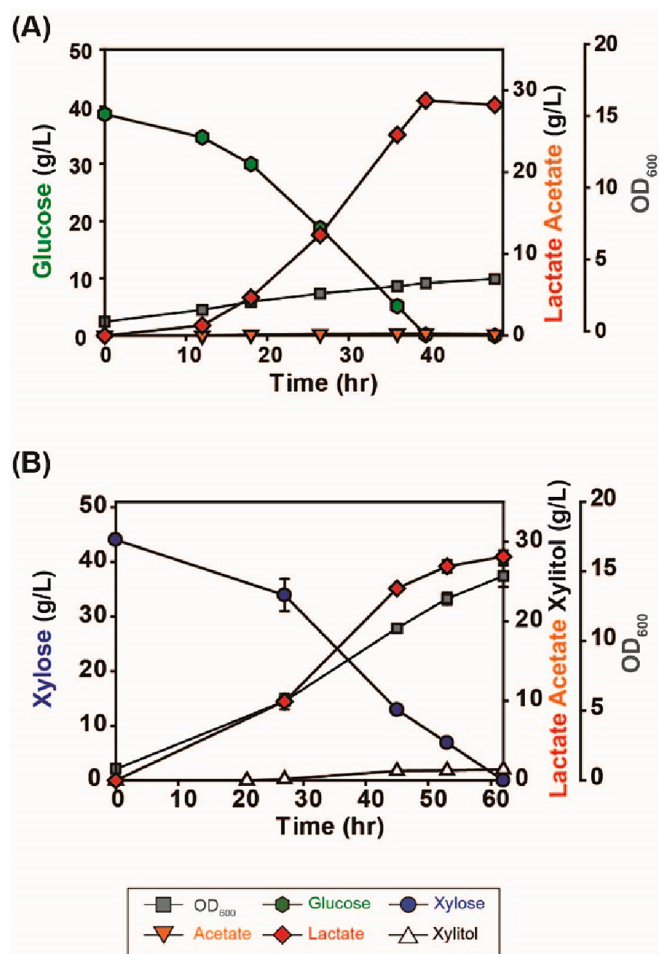 (A)
50
40
30
20
10
0
Glucose (g/L)
0 10 20 30 40
Time (hr)
30
20
10
0
Lactate Acetate (g/L)
20
15
10
5
0
OD600
(B)
50
40
30
20
10
0
Xylose (g/L)
0 10 20 30 40 50 60
Time (hr)
30
20
10
0
Lactate Acetate Xylitol (g/L)
20
15
10
5
0
OD600
OD600 Glucose Xylose
Acetate Lactate Xylitol